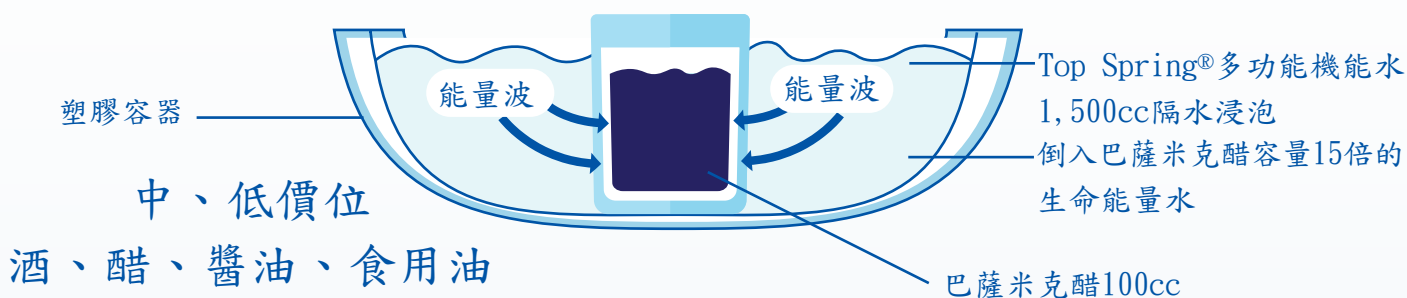 能量波
能量波
塑膠容器
Top Spring®多功能機能水
1,500cc隔水浸泡
倒入巴薩米克醋容量15倍的
生命能量水
中、低價位
酒、醋、醬油、食用油
巴薩米克醋100cc